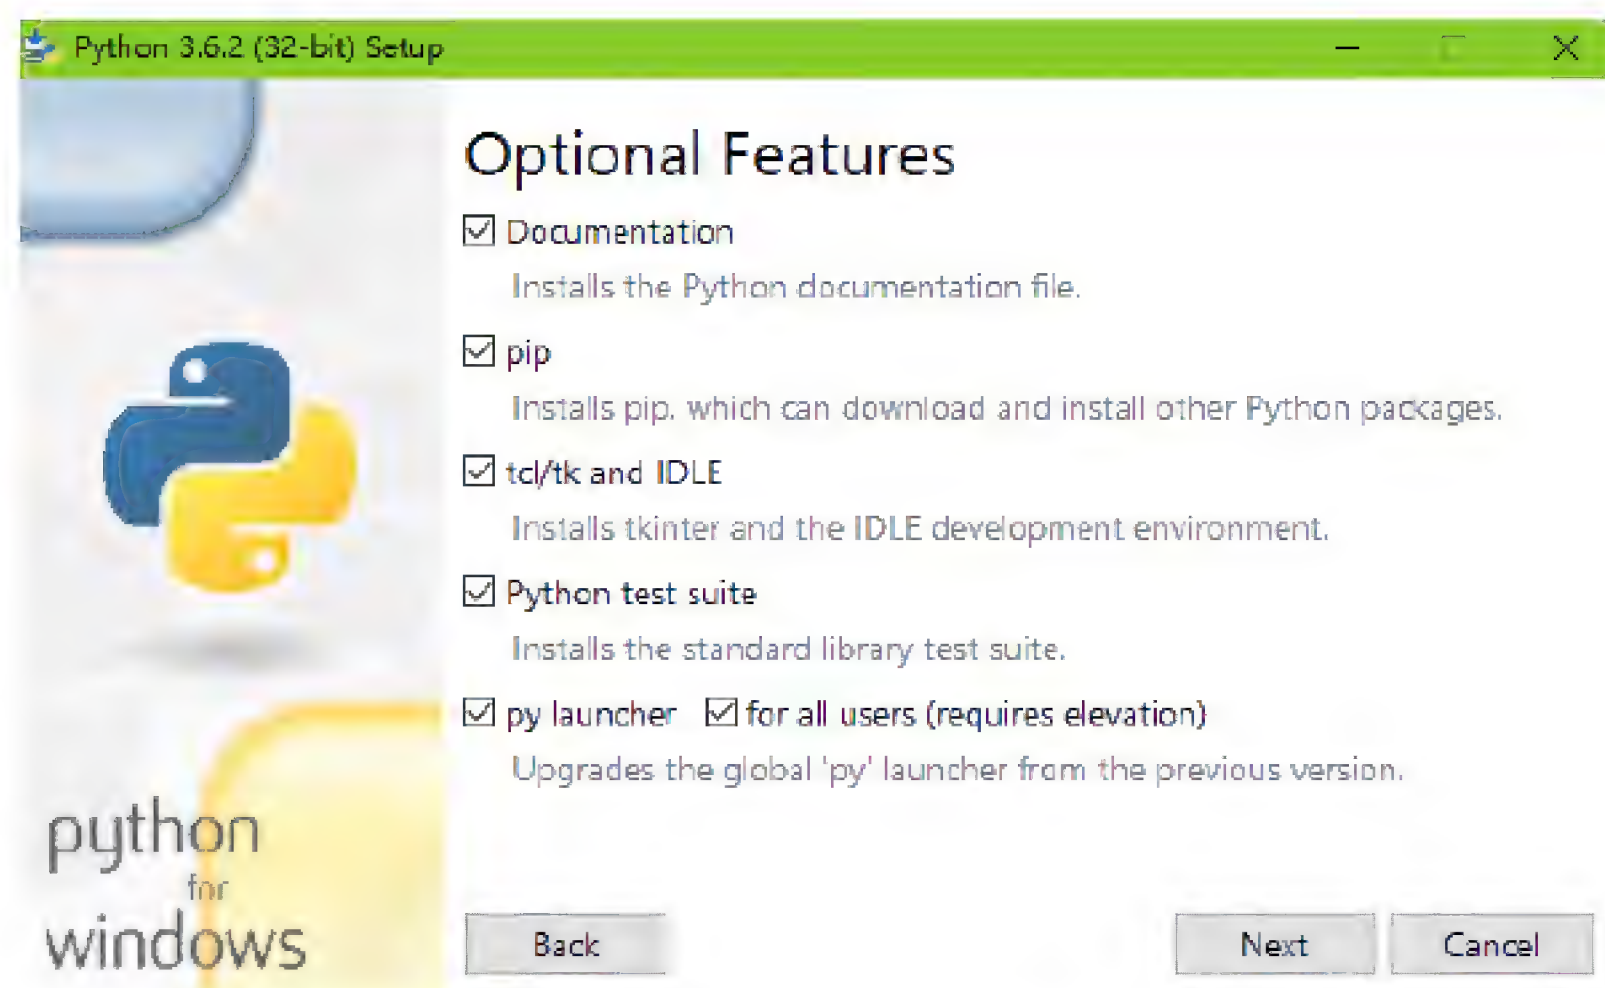 Python 3.6.2 (32-bit) Setup
Optional Features
Documentation
Installs the Python documentation file.
pip
Installs pip. which can download and install other Python packages.
tcl/tk and IDLE
Installs tkinter and the IDLE development environment.
Python test suite
Installs the standard library test suite.
py launcher for all users (requires elevation)
Upgrades the global 'py' launcher from the previous version.
python
for
windows
Back Next Cancel